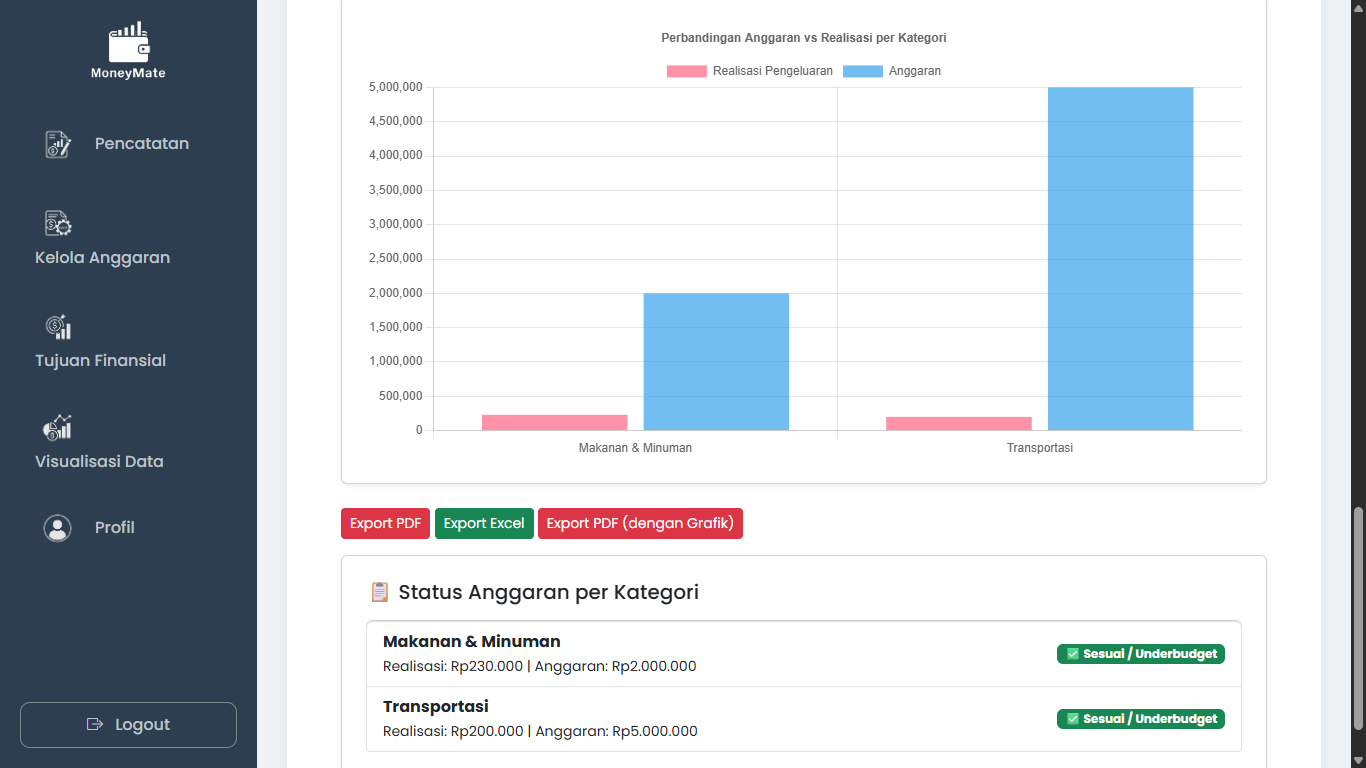 MoneyMate
Pencatatan
Kelola Anggaran
Tujuan Finansial
Visualisasi Data
Profil
Logout
Perbandingan Anggaran vs Realisasi per Kategori
Realisasi Pengeluaran Anggaran
5,000,000
4,500,000
4,000,000
3,500,000
3,000,000
2,500,000
2,000,000
1,500,000
1,000,000
500,000
0
Makanan & Minuman Transportasi
Export PDF Export Excel Export PDF (dengan Grafik)
📋 Status Anggaran per Kategori
Makanan & Minuman
Realisasi: Rp230.000 | Anggaran: Rp2.000.000
✅ Sesuai / Underbudget
Transportasi
Realisasi: Rp200.000 | Anggaran: Rp5.000.000
✅ Sesuai / Underbudget